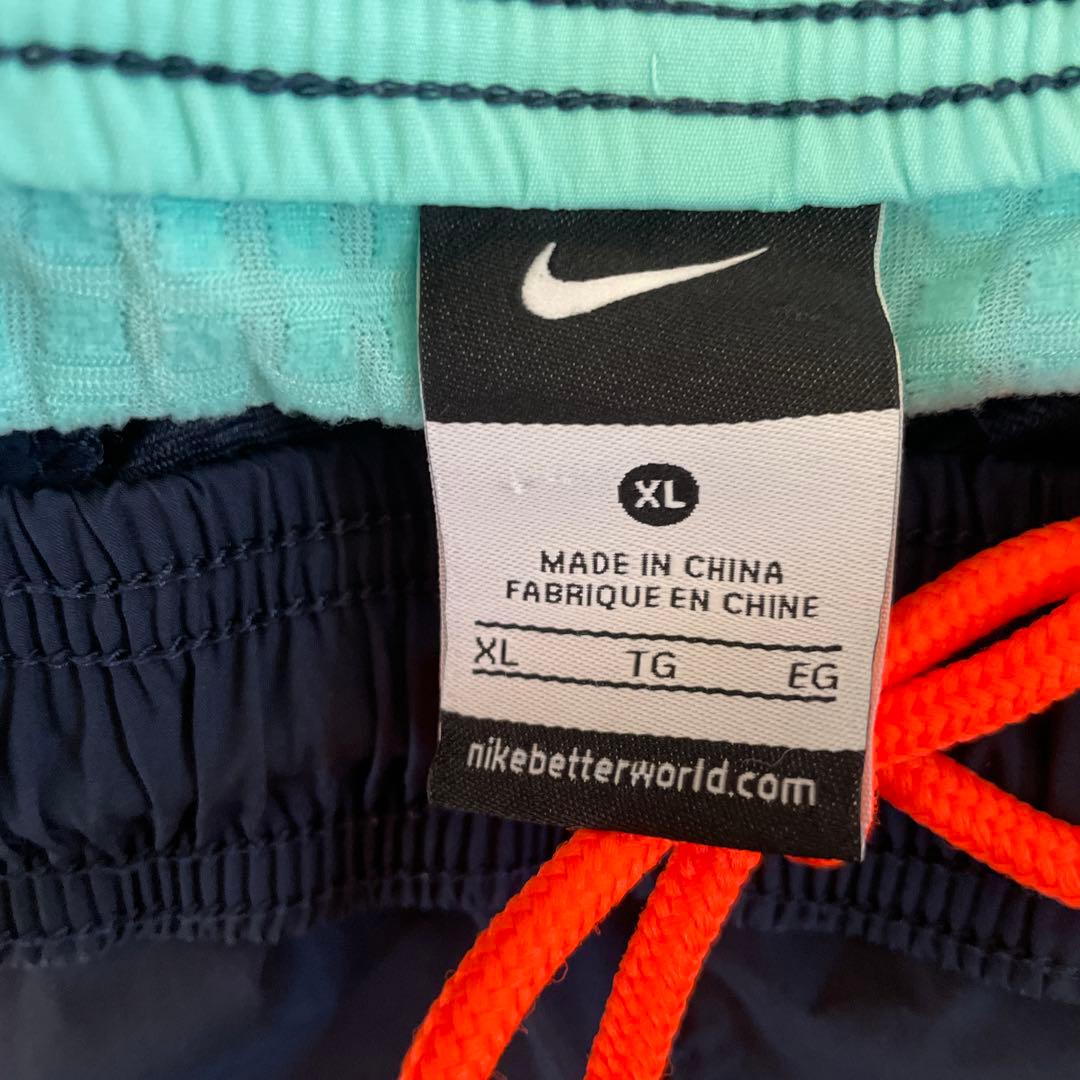 XL
MADE IN CHINA
FABRIQUE EN CHINE
XL TG EG
nikebetterworld.com